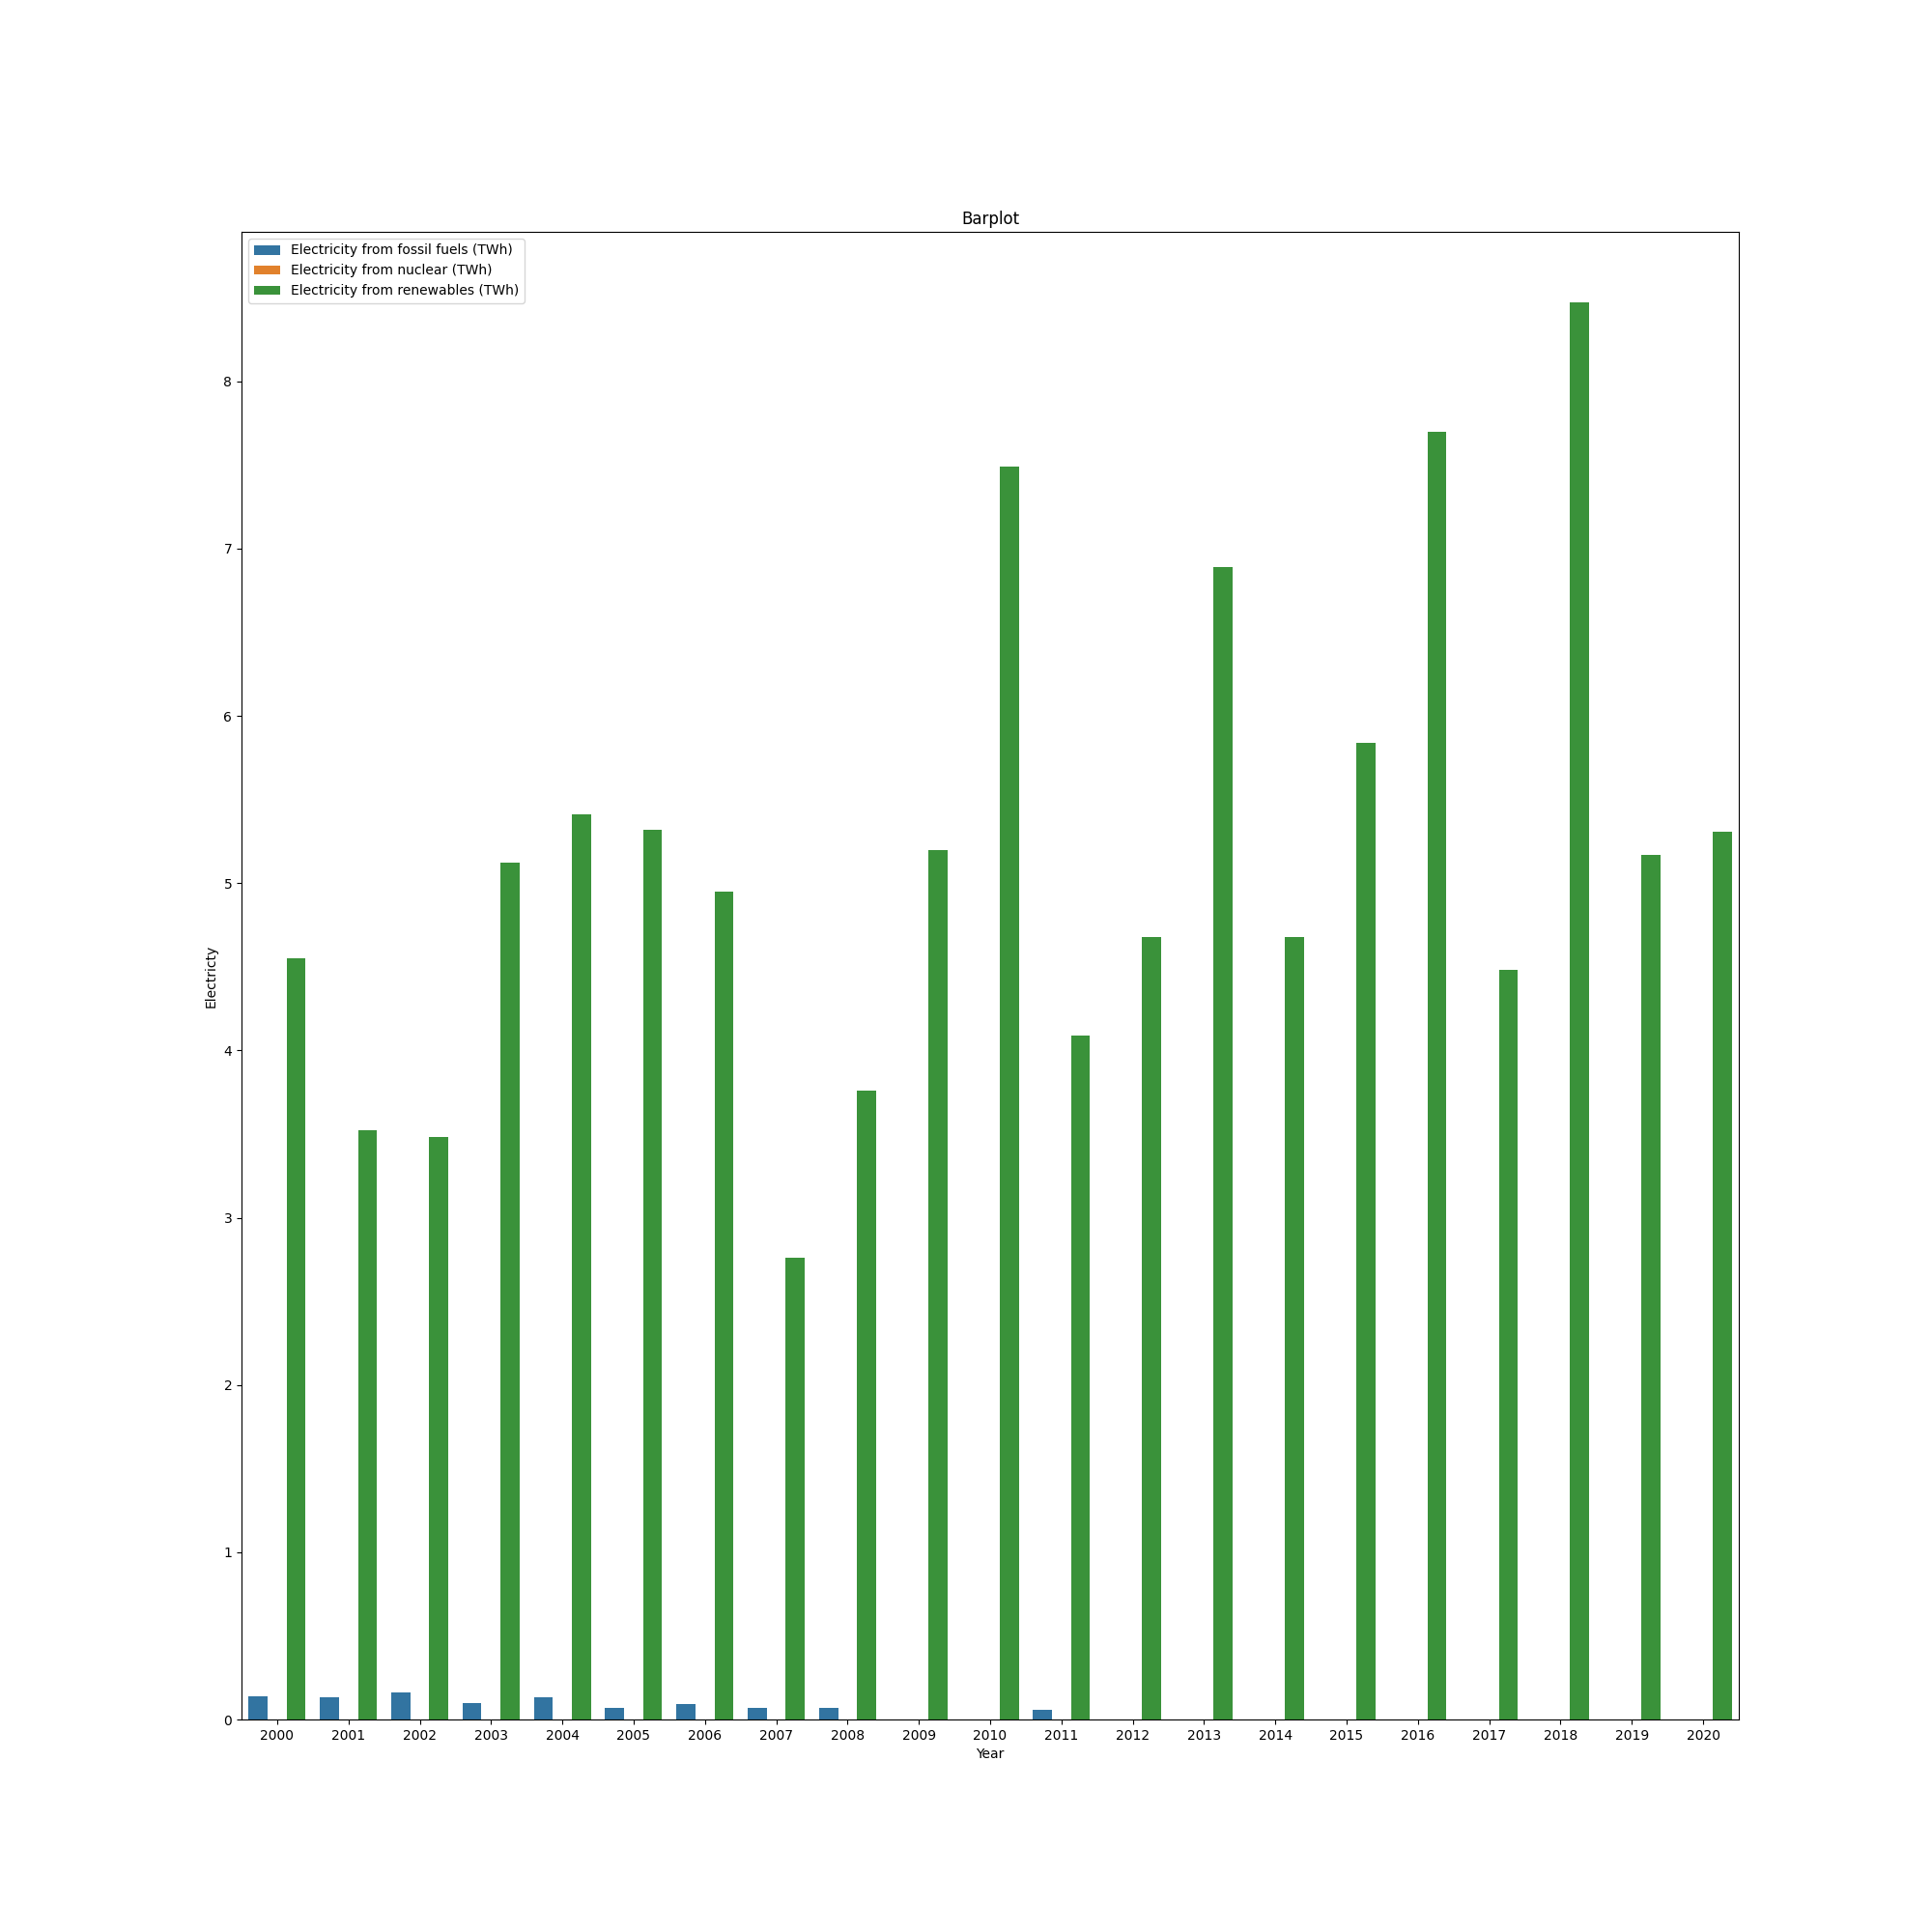 Barplot
Electricity from fossil fuels (TWh)
Electricity from nuclear (TWh)
Electricity from renewables (TWh)
8
7
6
5
4
3
2
1
0
Electricty
2000 2001 2002 2003 2004 2005 2006 2007 2008 2009 2010 2011 2012 2013 2014 2015 2016 2017 2018 2019 2020
Year